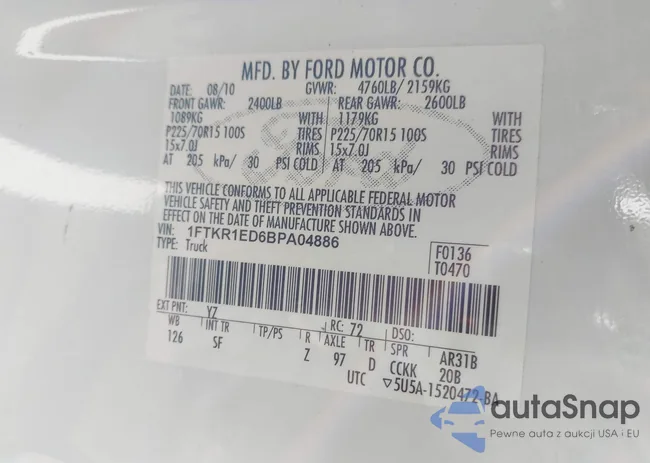 MFD. BY FORD MOTOR CO.
DATE: 08/10 GVWR: 4760LB/ 2159KG
FRONT GAWR: 2400LB REAR GAWR: 2600LB
1089KG WITH 1179KG WITH
P225/70R15 100S TIRES P225/70R15 100S TIRES
15x7.0J RIMS 15x7.0J RIMS
AT 205 kPa/ 30 PSI COLD AT 205 kPa/ 30 PSI COLD
THIS VEHICLE CONFORMS TO ALL APPLICABLE FEDERAL MOTOR
VEHICLE SAFETY AND THEFT PREVENTION STANDARDS IN
EFFECT ON THE DATE OF MANUFACTURE SHOWN ABOVE.
VIN: 1FTKR1ED6BPA04886 F0136
TYPE: Truck T0470
EXT PNT: YZ RC: 72 DSO:
WB INT TR TP/PS R AXLE TR SPR AR31B
126 SF Z 97 D CCKK 20B
UTC ▽5U5A-1520472-BA
autaSnap
Pewne auta z aukcji USA i EU